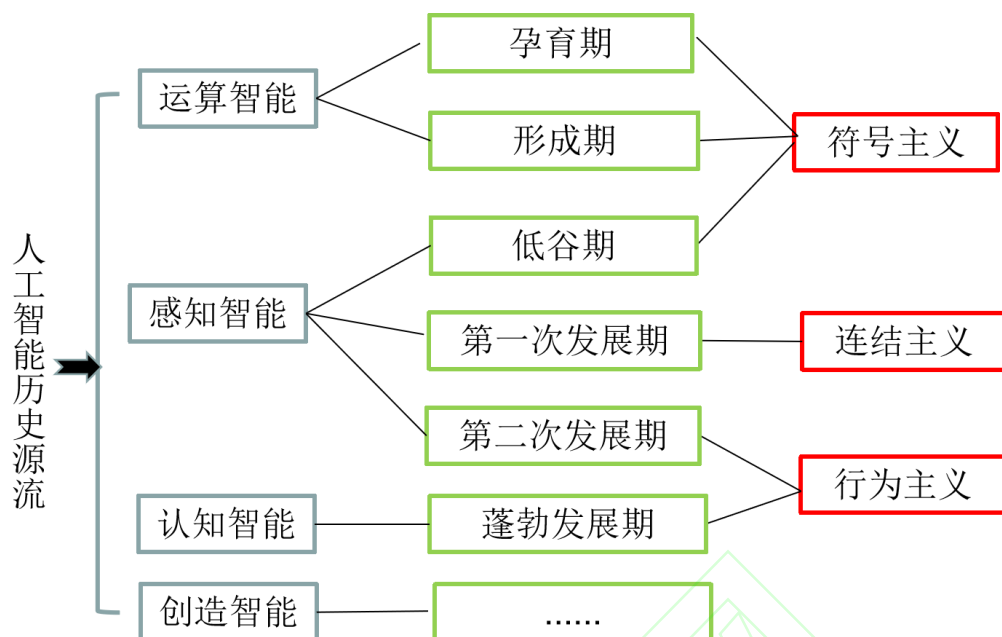 人工智能历史源流
运算智能
感知智能
认知智能
创造智能
孕育期
形成期
低谷期
第一次发展期
第二次发展期
蓬勃发展期
......
符号主义
连结主义
行为主义